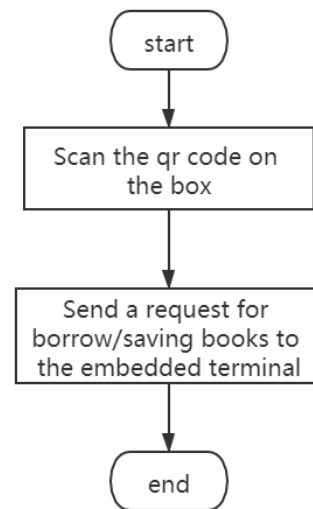 start
Scan the qr code on
the box
Send a request for
borrow/saving books to
the embedded terminal
end